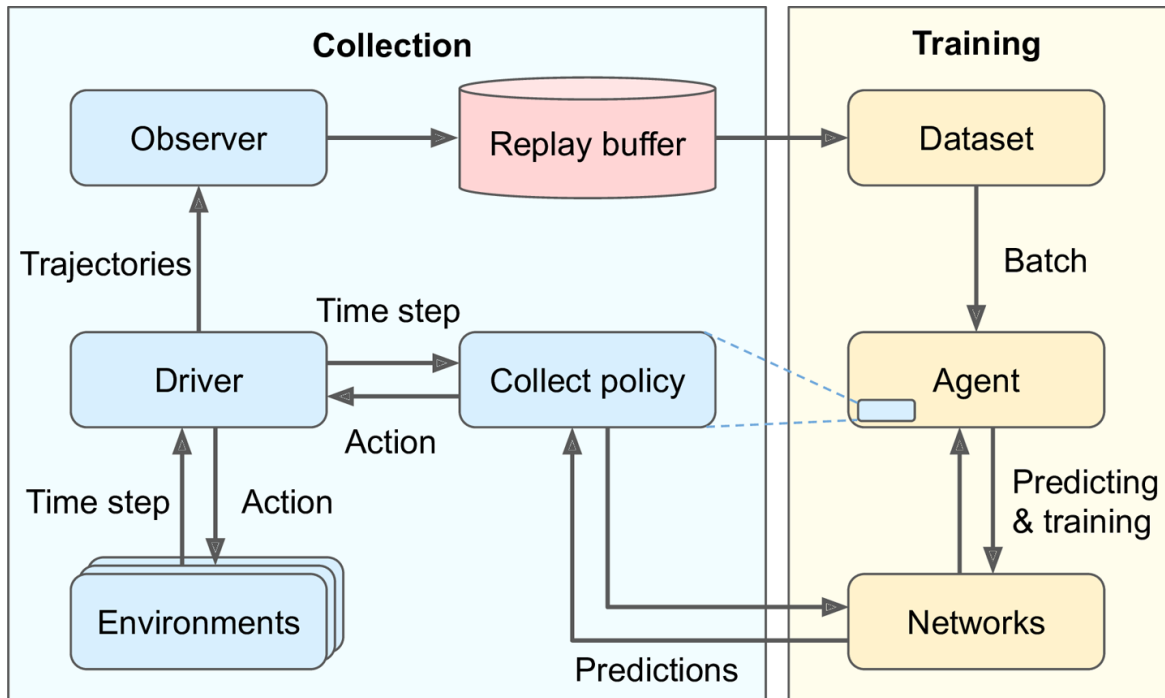 Collection
Training
Observer
Replay buffer
Dataset
Trajectories
Batch
Time step
Driver
Collect policy
Agent
Action
Time step
Action
Predicting
& training
Environments
Networks
Predictions